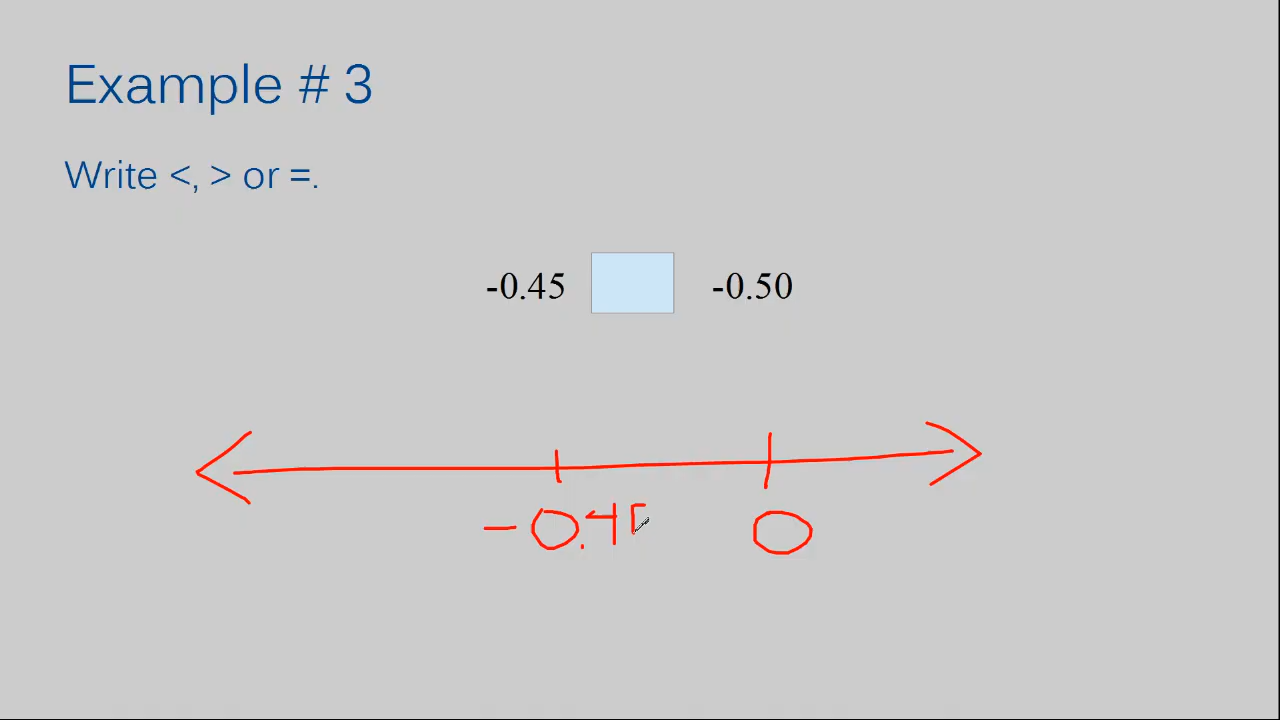 Example # 3
Write <, > or =.
-0.45 -0.50
-0.45 0